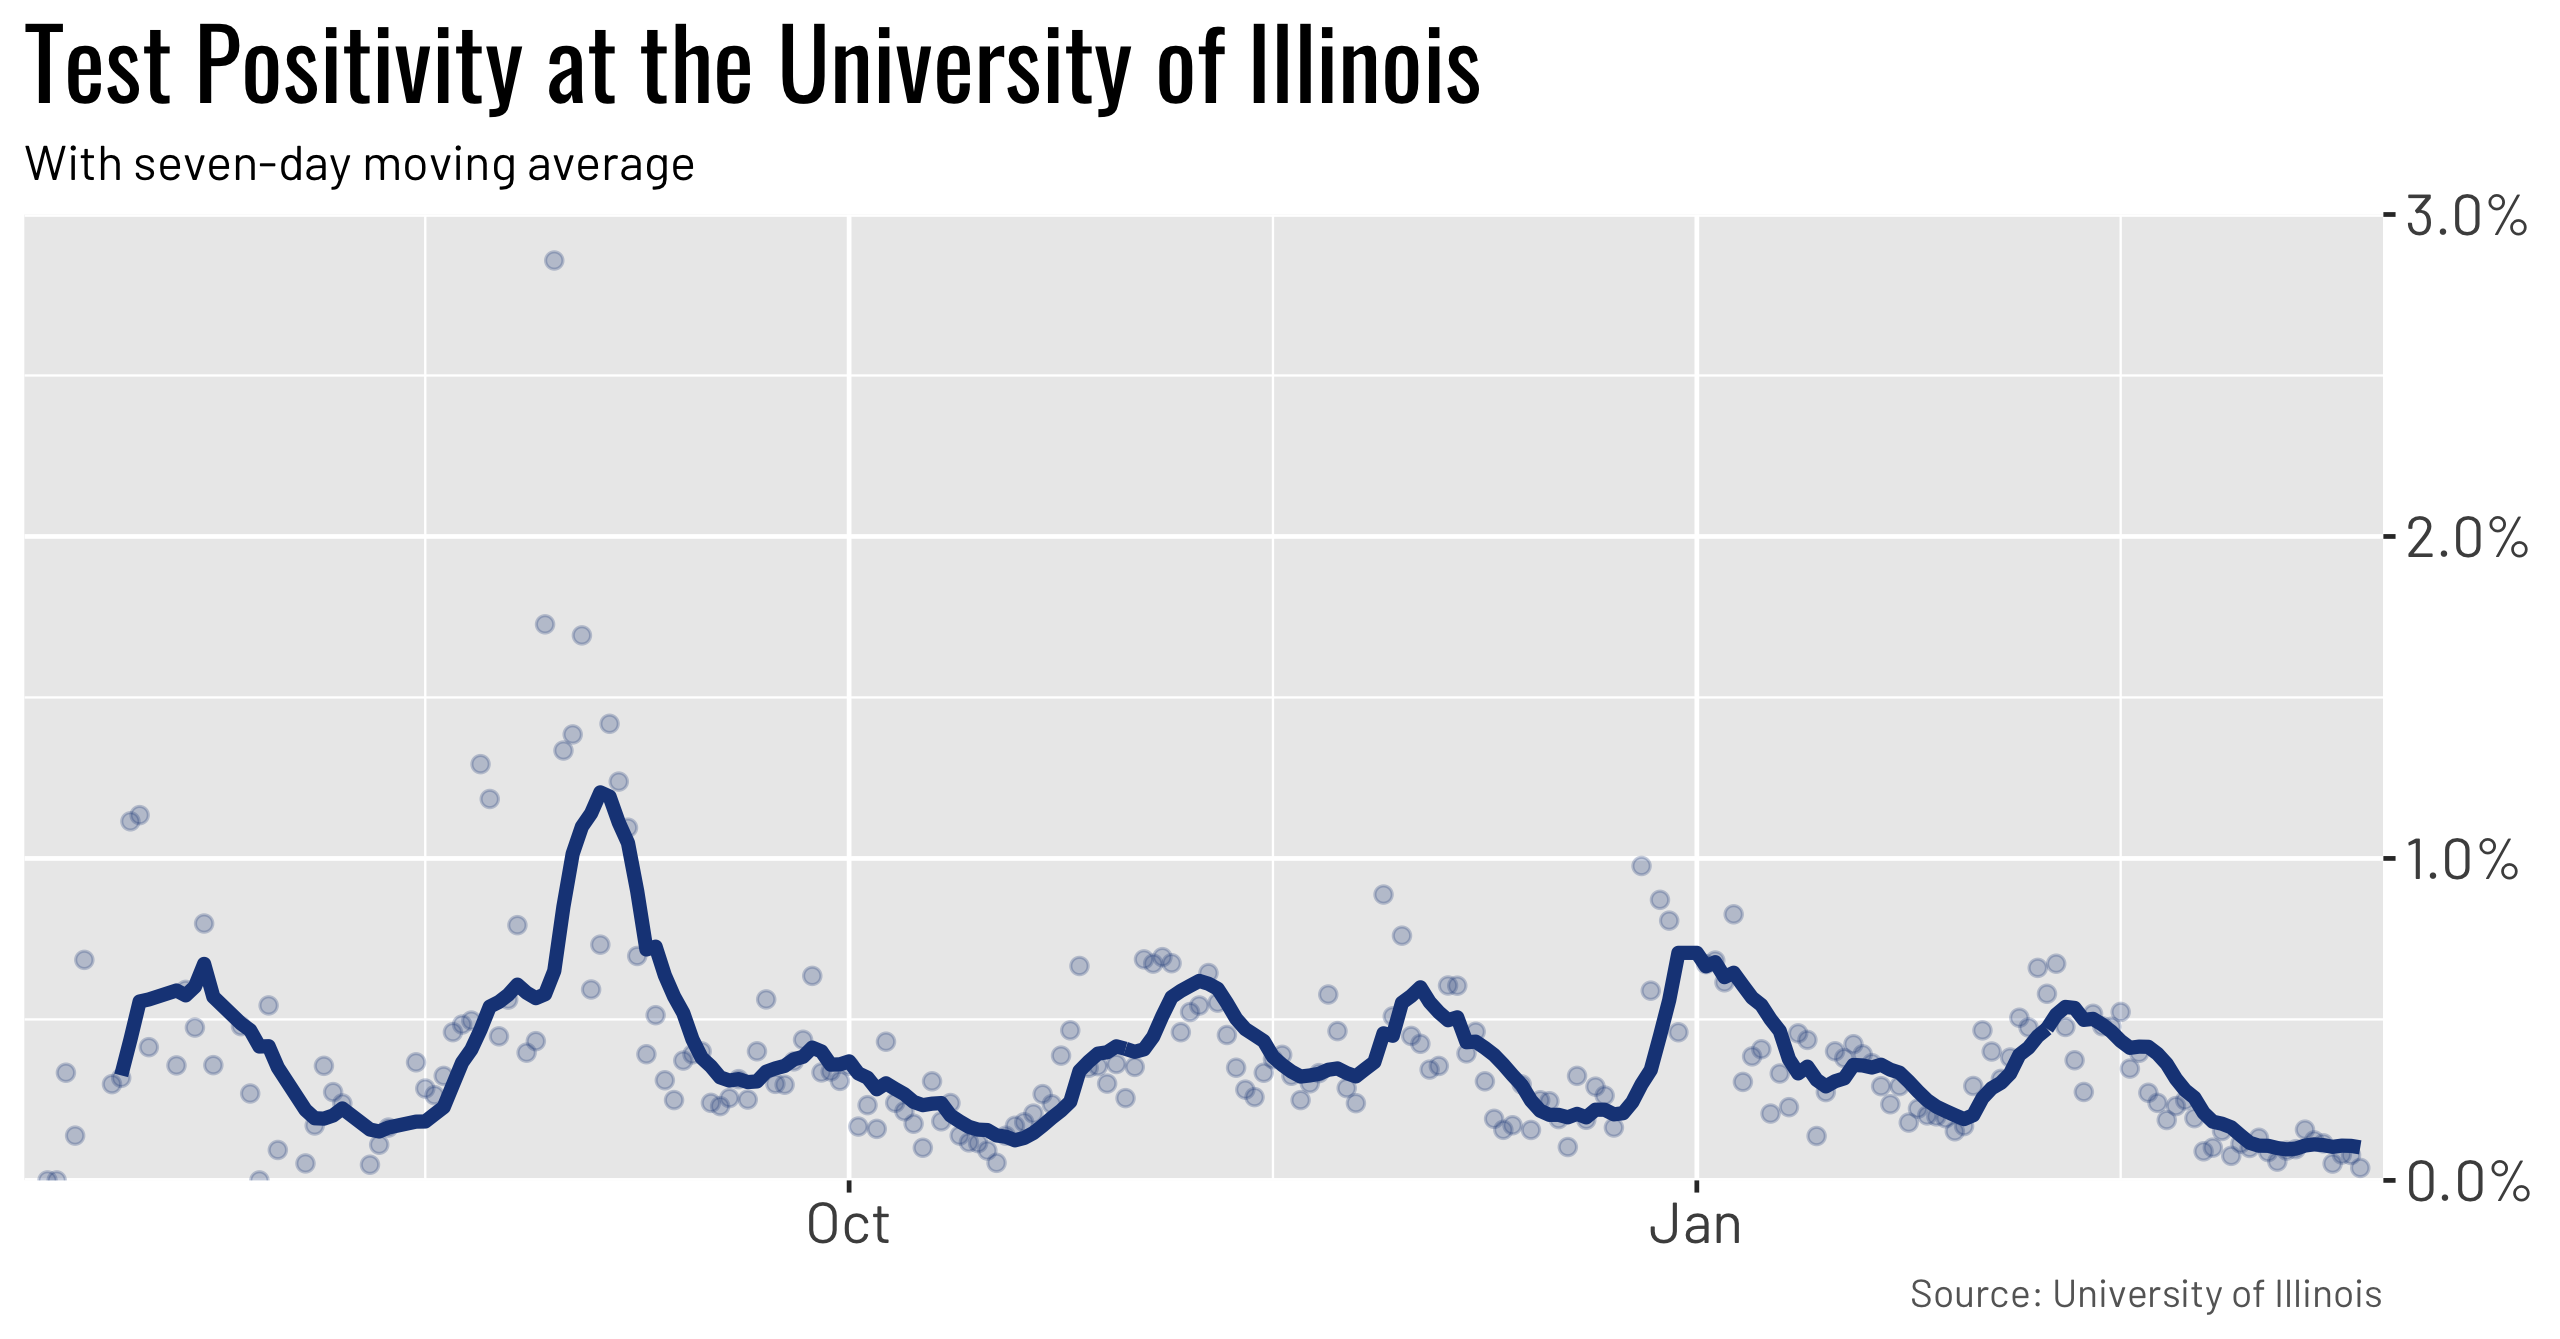 Test Positivity at the University of Illinois
With seven-day moving average
3.0%
2.0%
1.0%
0.0%
Oct Jan
Source: University of Illinois